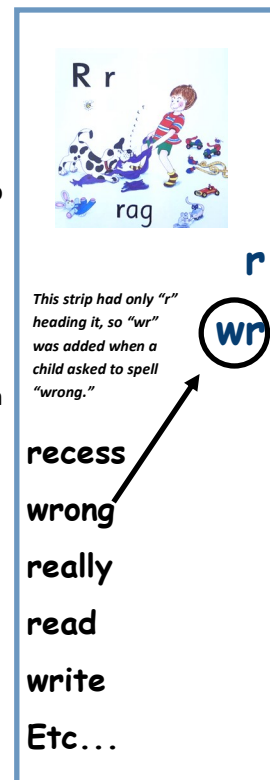 R r
rag
r
This strip had only “r”
heading it, so “wr”
was added when a
child asked to spell
“wrong.”
wr
recess
wrong
really
read
write
Etc...